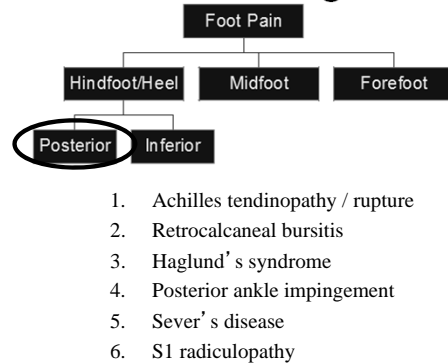 Foot Pain
Hindfoot/Heel Midfoot Forefoot
Posterior Inferior
1. Achilles tendinopathy / rupture
2. Retrocalcaneal bursitis
3. Haglund's syndrome
4. Posterior ankle impingement
5. Sever's disease
6. S1 radiculopathy